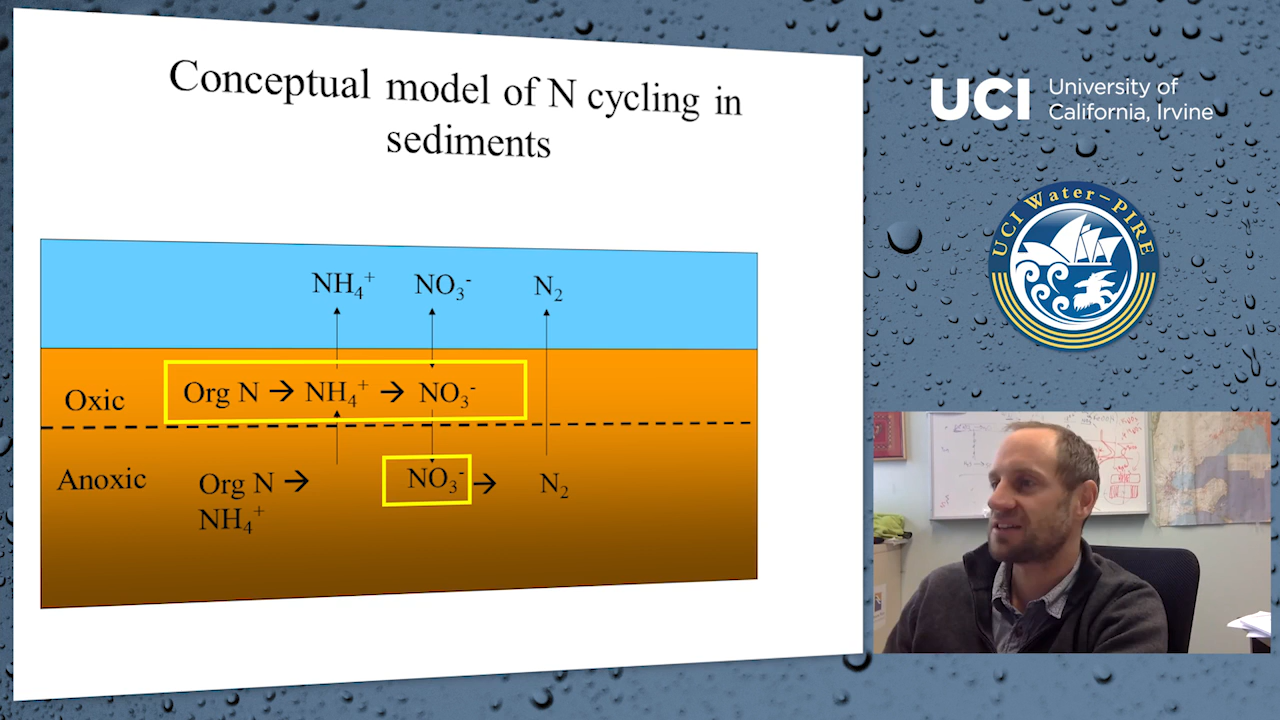 Conceptual model of N cycling in
sediments
NH₄⁺ NO₃⁻ N₂
Oxic Org N → NH₄⁺ → NO₃⁻
Anoxic Org N → NO₃⁻ → N₂
NH₄⁺
UCI University of
California, Irvine
UCI Water-PIRE